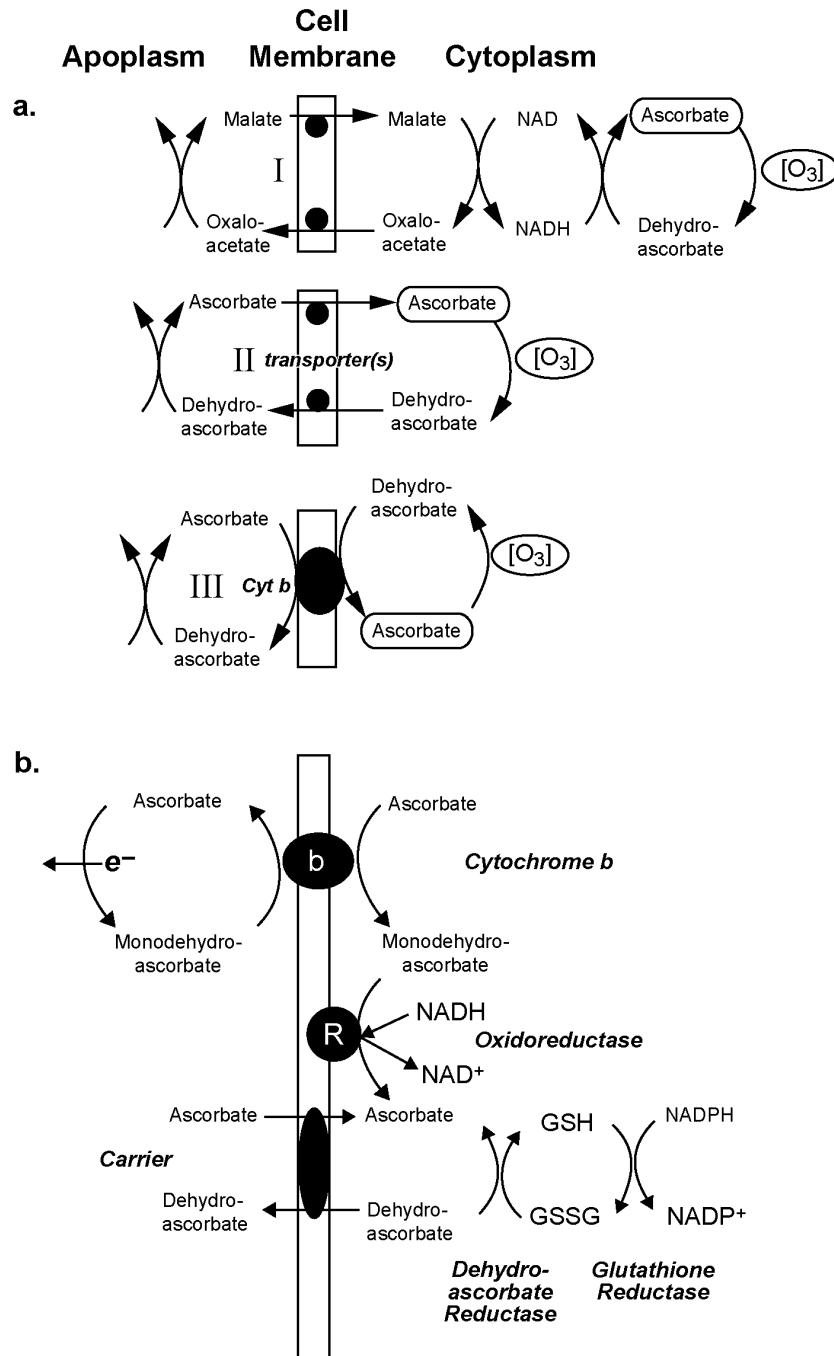 Apoplasm
Cell
Membrane
Cytoplasm
a.
Malate
Malate
NAD
Ascorbate
I
[O₃]
Oxalo-
acetate
Oxalo-
acetate
NADH
Dehydro-
ascorbate
Ascorbate
Ascorbate
II
transporter(s)
[O₃]
Dehydro-
ascorbate
Dehydro-
ascorbate
Dehydro-
ascorbate
Ascorbate
III
Cyt b
[O₃]
Dehydro-
ascorbate
Ascorbate
b.
Ascorbate
Ascorbate
e⁻
b
Cytochrome b
Monodehydro-
ascorbate
Monodehydro-
ascorbate
R
NADH
Oxidoreductase
NAD⁺
Ascorbate
Ascorbate
GSH
NADPH
Carrier
Dehydro-
ascorbate
Dehydro-
ascorbate
GSSG
NADP⁺
Dehydro-
ascorbate
Reductase
Glutathione
Reductase